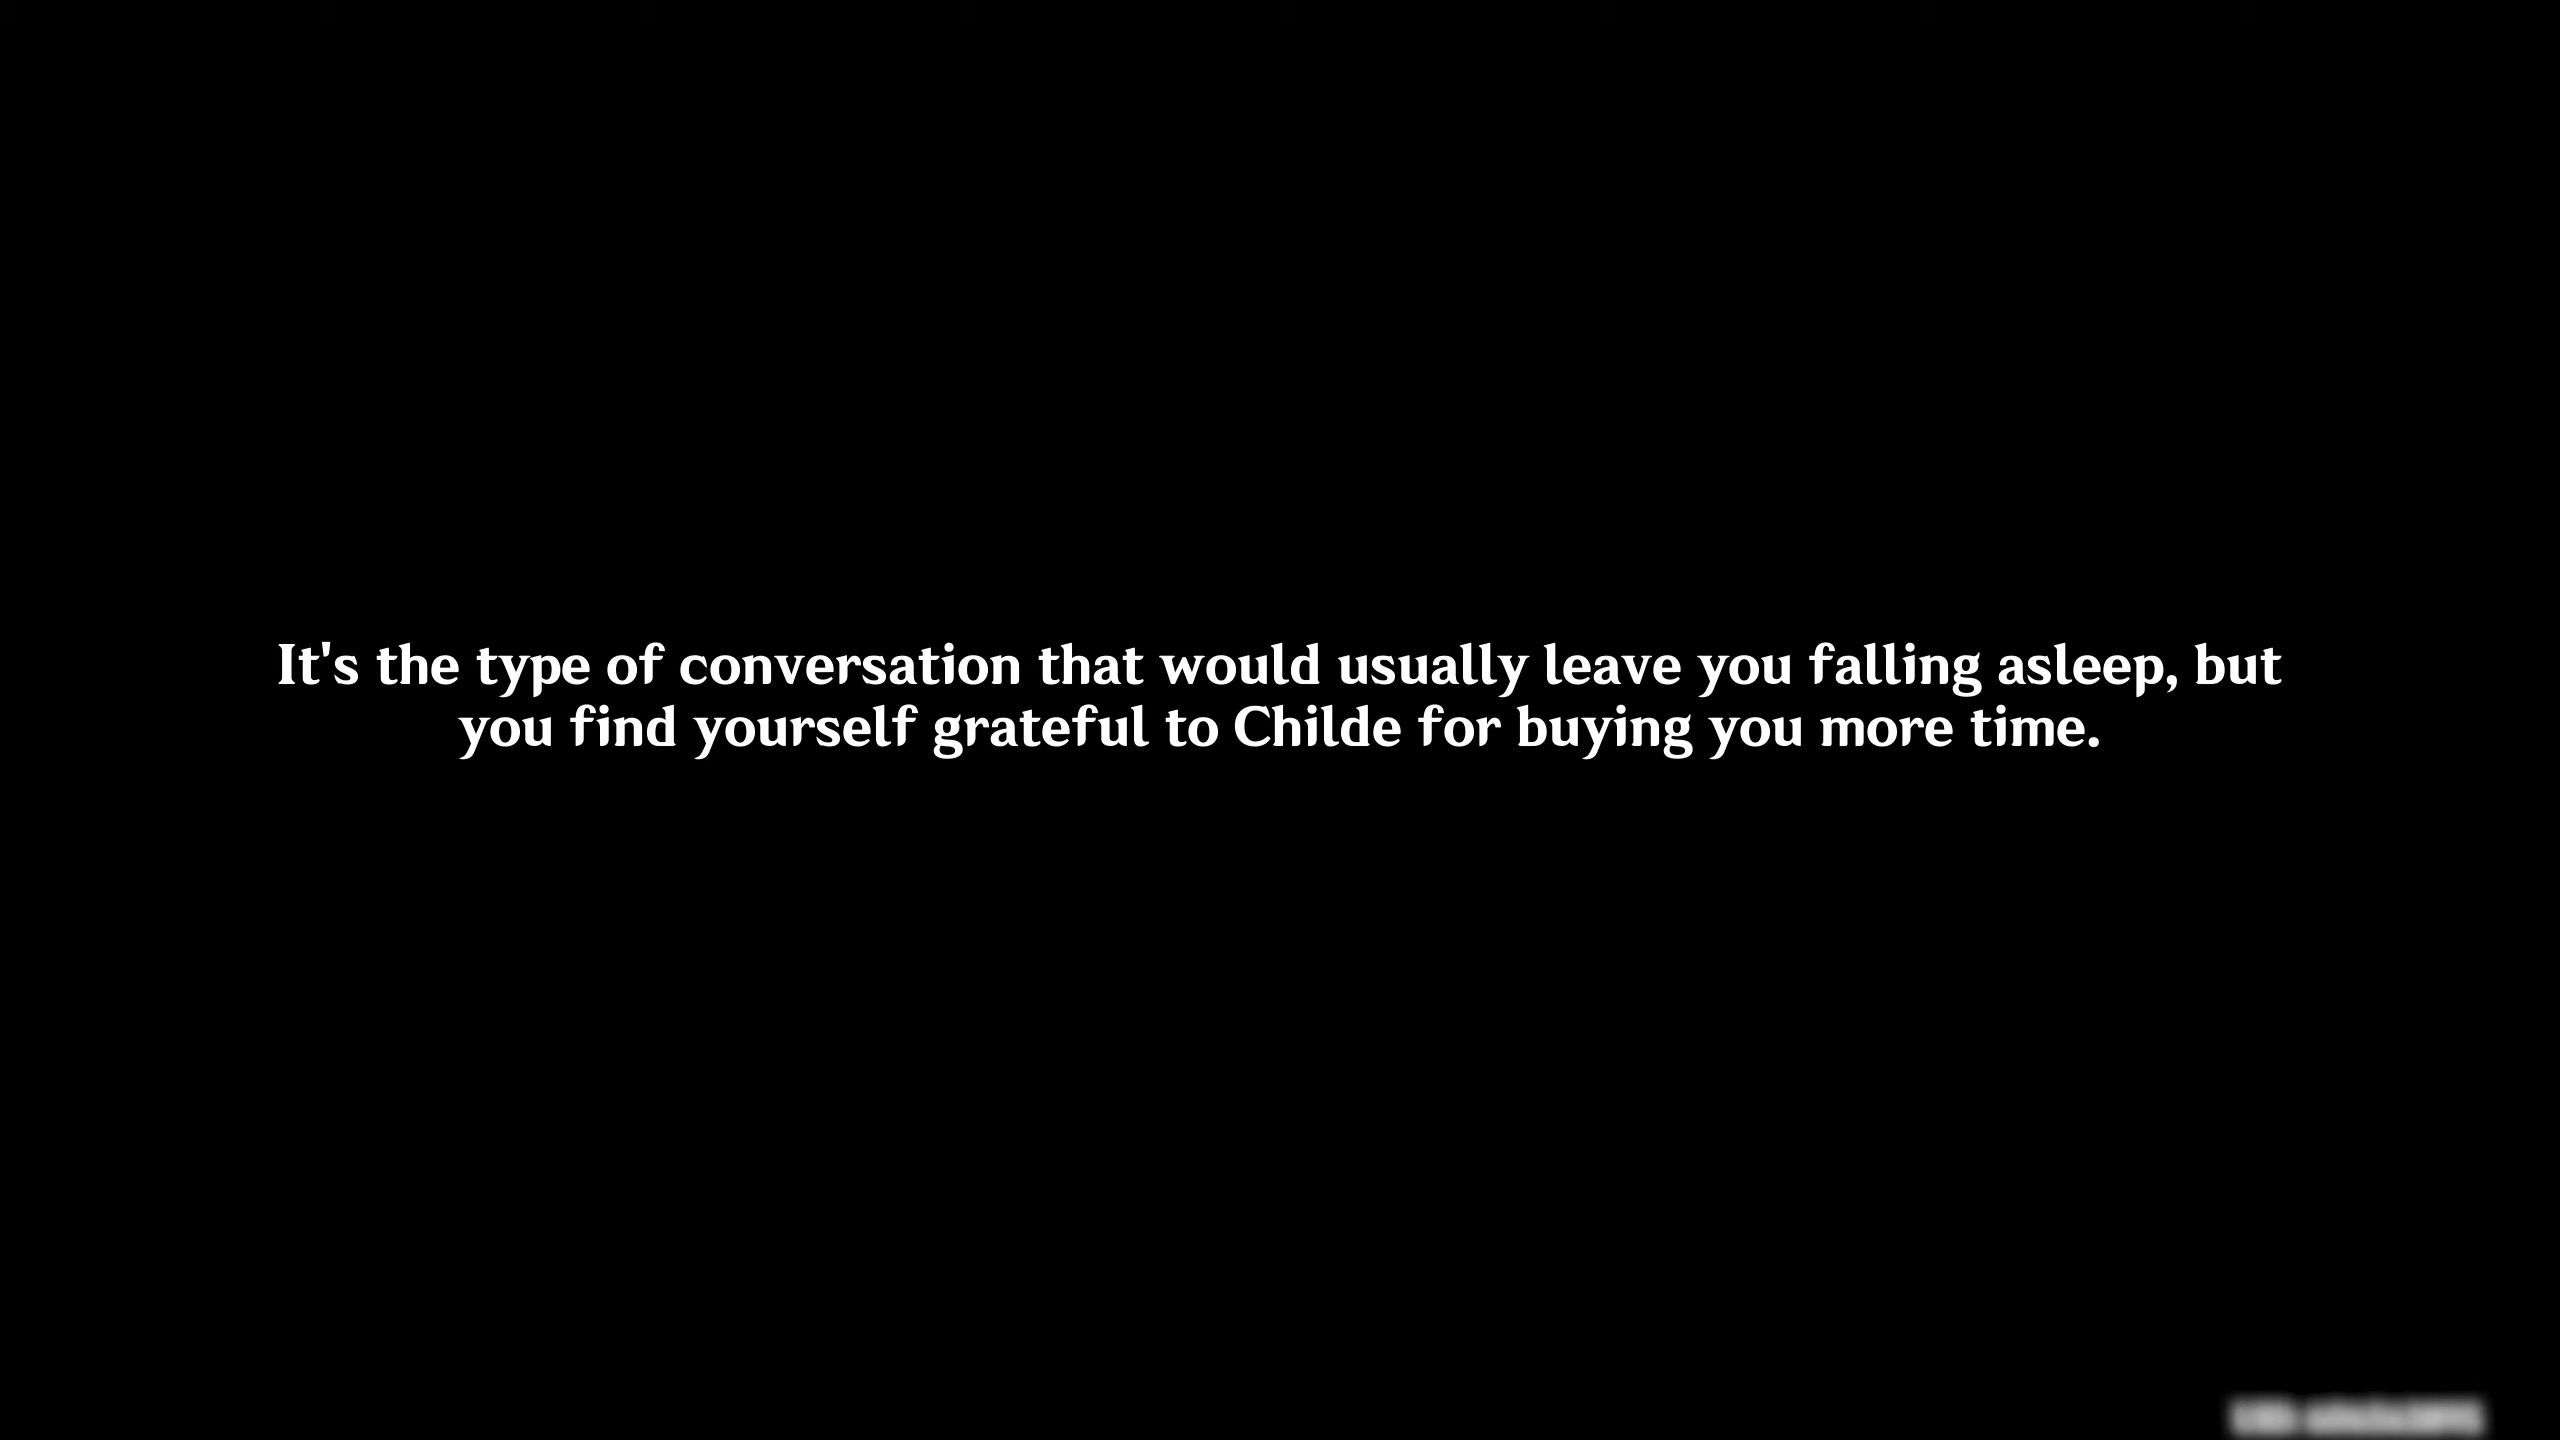 It's the type of conversation that would usually leave you falling asleep, but
you find yourself grateful to Childe for buying you more time.